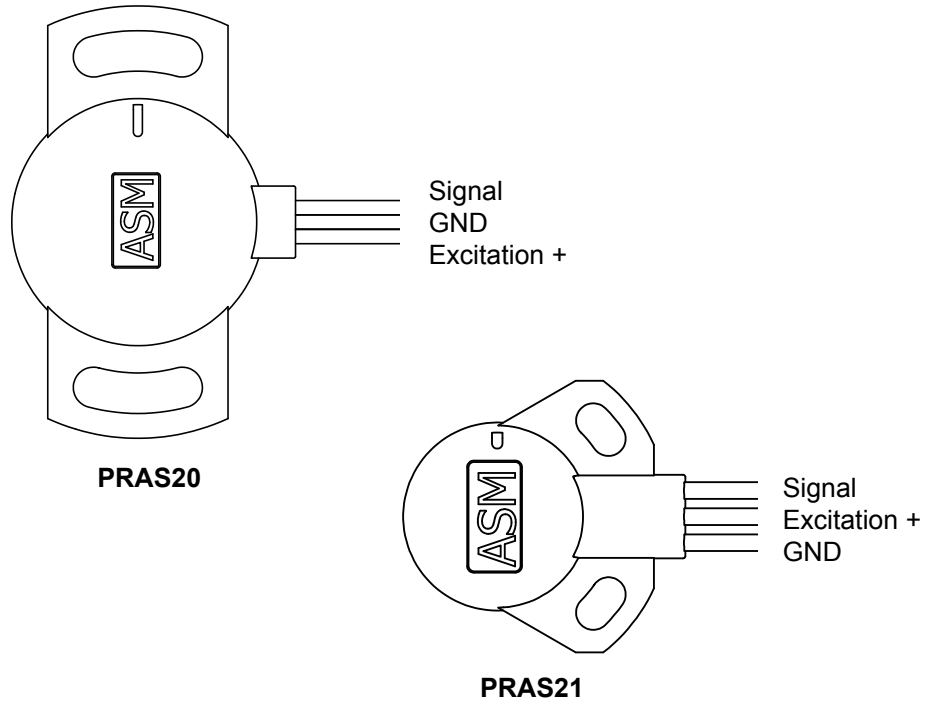 ASM
Signal
GND
Excitation +
PRAS20
ASM
Signal
Excitation +
GND
PRAS21